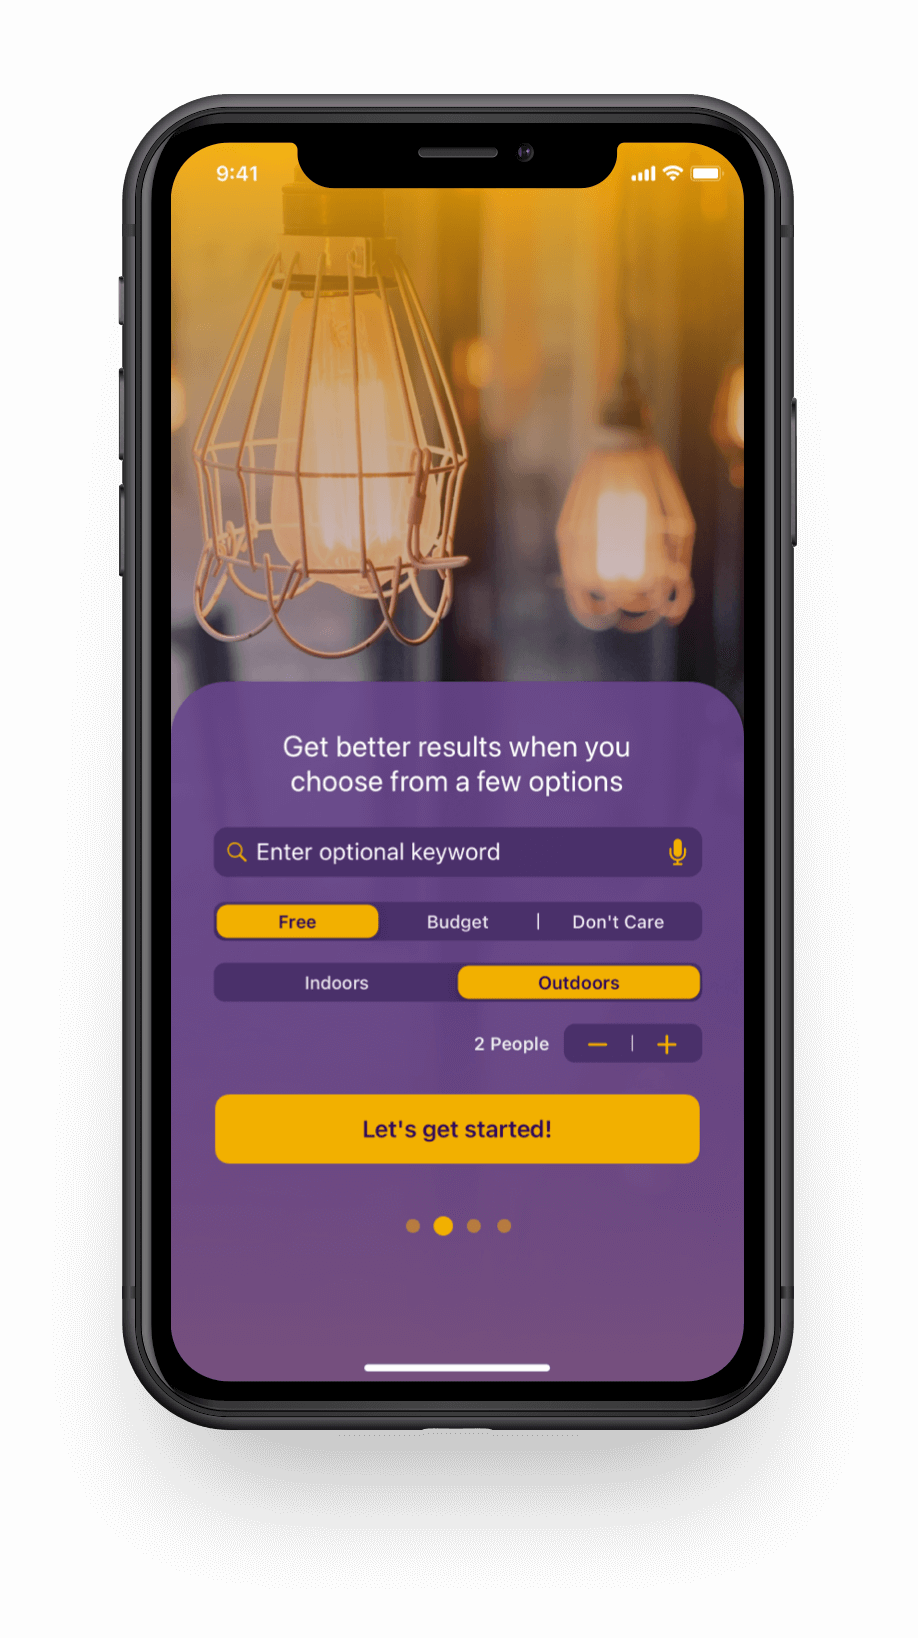 9:41
Get better results when you
choose from a few options
Enter optional keyword
Free Budget | Don't Care
Indoors Outdoors
2 People − | +
Let's get started!